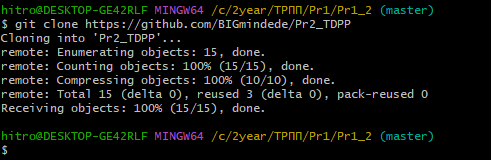 hitro@DESKTOP-GE42RLF MINGW64 /c/2year/ТРПП/Pr1/Pr1_2 (master)
$ git clone https://github.com/BIGmindede/Pr2_TDPP
Cloning into 'Pr2_TDPP'...
remote: Enumerating objects: 15, done.
remote: Counting objects: 100% (15/15), done.
remote: Compressing objects: 100% (10/10), done.
remote: Total 15 (delta 0), reused 3 (delta 0), pack-reused 0
Receiving objects: 100% (15/15), done.
hitro@DESKTOP-GE42RLF MINGW64 /c/2year/ТРПП/Pr1/Pr1_2 (master)
$